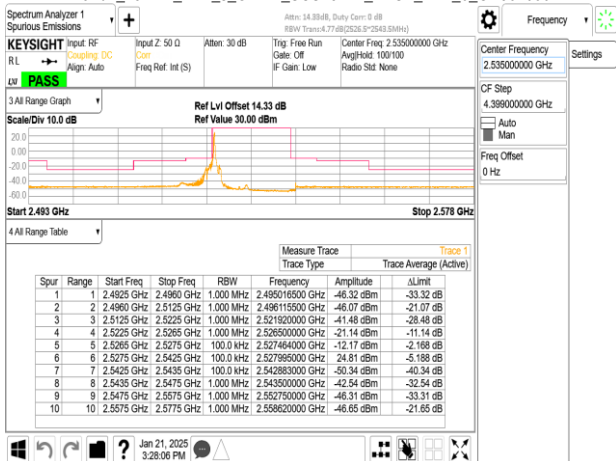 Spectrum Analyzer 1
Spurious Emissions
Attn: 14.33dB, Duty Corr: 0 dB
RBW Trans:4.77dB(2526.5*2543.5MHz)
Frequency
KEYSIGHT
RL
PASS
Input: RF
Coupling: DC
Align: Auto
Input Z: 50 Ω
Corr
Freq Ref: Int (S)
Atten: 30 dB
Trig: Free Run
Gate: Off
IF Gain: Low
Center Freq: 2.535000000 GHz
Avg|Hold: 100/100
Radio Std: None
Center Frequency
2.535000000 GHz
Settings
CF Step
4.399000000 GHz
Auto
Man
Freq Offset
0 Hz
3 All Range Graph
Scale/Div 10.0 dB
Ref Lvl Offset 14.33 dB
Ref Value 30.00 dBm
20.0
0.00
-20.0
-40.0
-60.0
Start 2.493 GHz
Stop 2.578 GHz
4 All Range Table
Measure Trace Trace 1
Trace Type Trace Average (Active)
Spur Range Start Freq Stop Freq RBW Frequency Amplitude ΔLimit
1 1 2.4925 GHz 2.4960 GHz 1.000 MHz 2.495016500 GHz -46.32 dBm -33.32 dB
2 2 2.4960 GHz 2.5125 GHz 1.000 MHz 2.496115500 GHz -46.07 dBm -21.07 dB
3 3 2.5125 GHz 2.5225 GHz 1.000 MHz 2.521920000 GHz -41.48 dBm -28.48 dB
4 4 2.5225 GHz 2.5265 GHz 1.000 MHz 2.526500000 GHz -21.14 dBm -11.14 dB
5 5 2.5265 GHz 2.5275 GHz 100.0 kHz 2.527464000 GHz -12.17 dBm -2.168 dB
6 6 2.5275 GHz 2.5425 GHz 100.0 kHz 2.527995000 GHz 24.81 dBm -5.188 dB
7 7 2.5425 GHz 2.5435 GHz 100.0 kHz 2.542883000 GHz -50.34 dBm -40.34 dB
8 8 2.5435 GHz 2.5475 GHz 1.000 MHz 2.543500000 GHz -42.54 dBm -32.54 dB
9 9 2.5475 GHz 2.5575 GHz 1.000 MHz 2.552750000 GHz -46.31 dBm -33.31 dB
10 10 2.5575 GHz 2.5775 GHz 1.000 MHz 2.558620000 GHz -46.65 dBm -21.65 dB
Jan 21, 2025
3:28:06 PM